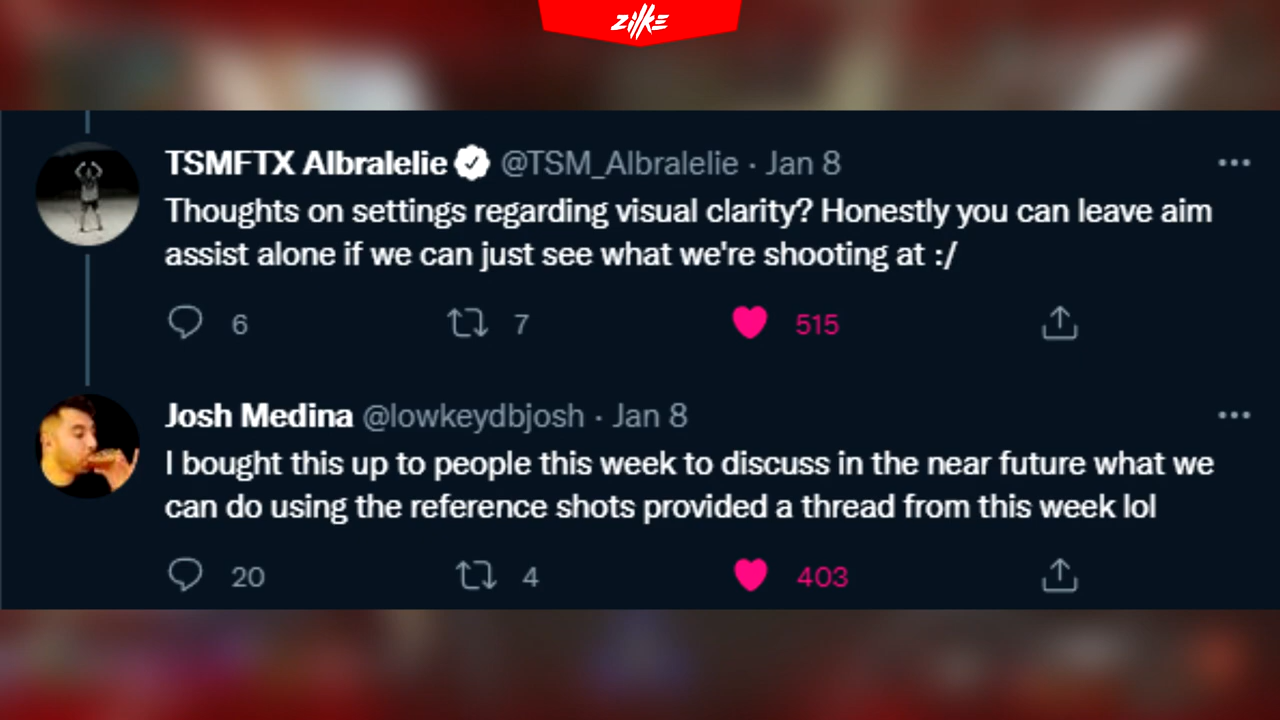 ZilKE
TSMFTX Albralelie @TSM_Albralelie · Jan 8
Thoughts on settings regarding visual clarity? Honestly you can leave aim
assist alone if we can just see what we're shooting at :/
6 7 515
Josh Medina @lowkeydbjosh · Jan 8
I bought this up to people this week to discuss in the near future what we
can do using the reference shots provided a thread from this week lol
20 4 403